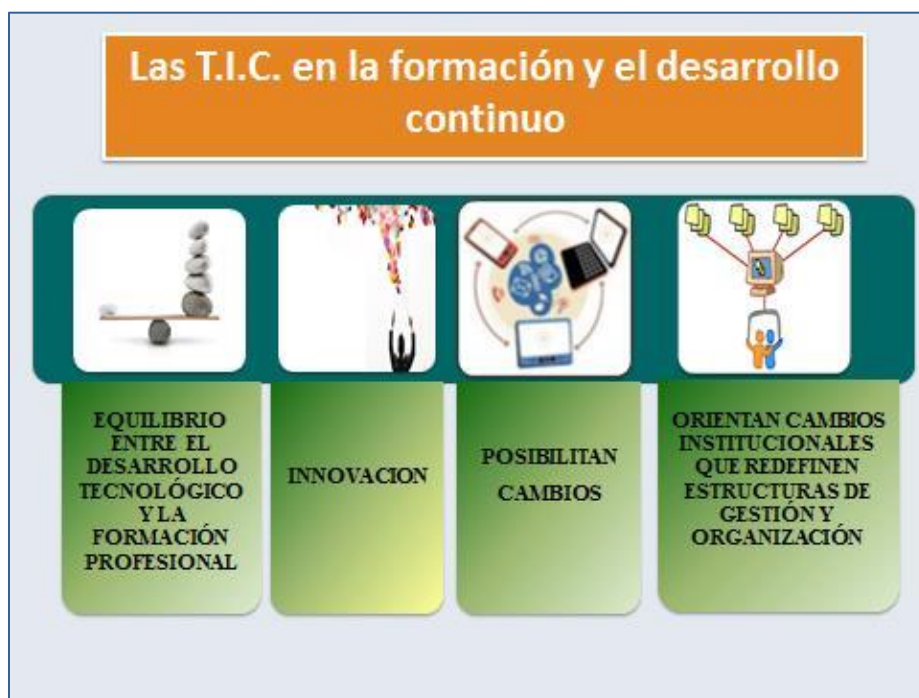 Las T.I.C. en la formación y el desarrollo
continuo
EQUILIBRIO
ENTRE EL
DESARROLLO
TECNOLÓGICO
Y LA
FORMACIÓN
PROFESIONAL
INNOVACION
POSIBILITAN
CAMBIOS
ORIENTAN CAMBIOS
INSTITUCIONALES
QUE REDEFINEN
ESTRUCTURAS DE
GESTIÓN Y
ORGANIZACIÓN